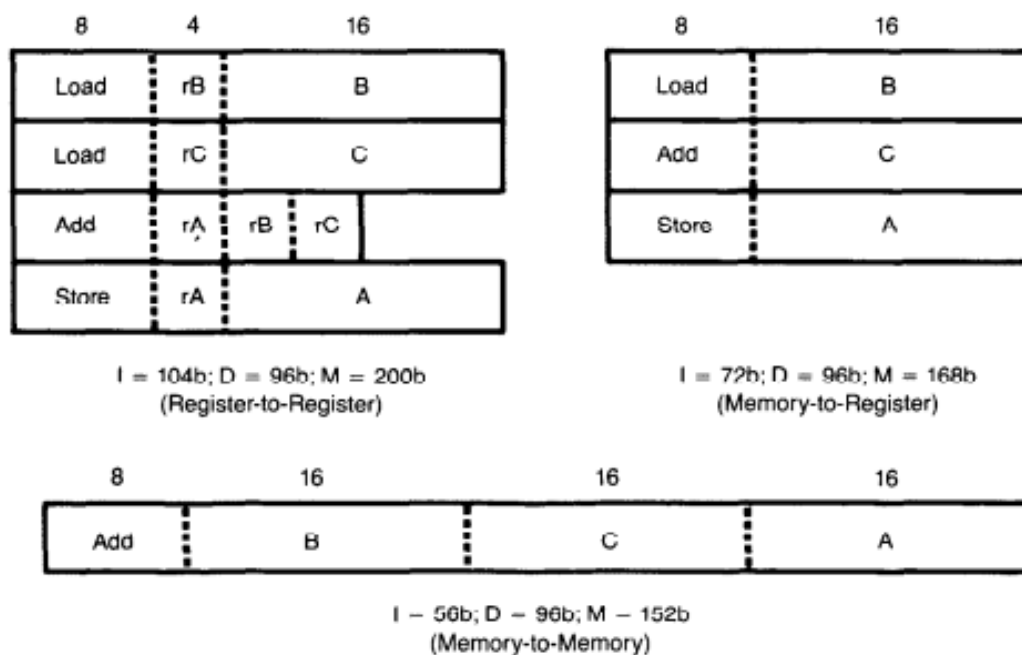 8 4 16
Load rB B
Load rC C
Add rA rB rC
Store rA A
I = 104b; D = 96b; M = 200b
(Register-to-Register)
8 16
Load B
Add C
Store A
I = 72b; D = 96b; M = 168b
(Memory-to-Register)
8 16 16 16
Add B C A
I – 56b; D – 96b; M – 152b
(Memory-to-Memory)